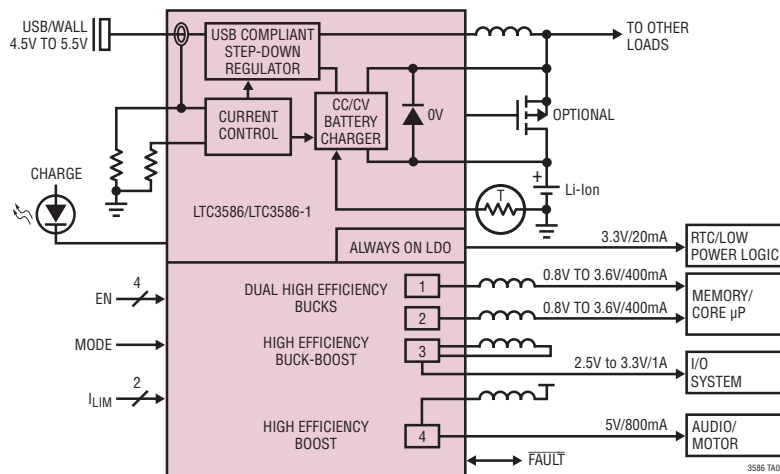 USB/WALL
4.5V TO 5.5V
USB COMPLIANT
STEP-DOWN
REGULATOR
TO OTHER
LOADS
CURRENT
CONTROL
CC/CV
BATTERY
CHARGER
0V
OPTIONAL
CHARGE
T
+
Li-Ion
LTC3586/LTC3586-1
ALWAYS ON LDO
3.3V/20mA
RTC/LOW
POWER LOGIC
EN
4
MODE
ILIM
2
DUAL HIGH EFFICIENCY
BUCKS
1
0.8V TO 3.6V/400mA
2
0.8V TO 3.6V/400mA
MEMORY/
CORE µP
HIGH EFFICIENCY
BUCK-BOOST
3
2.5V to 3.3V/1A
I/O
SYSTEM
HIGH EFFICIENCY
BOOST
4
5V/800mA
AUDIO/
MOTOR
FAULT